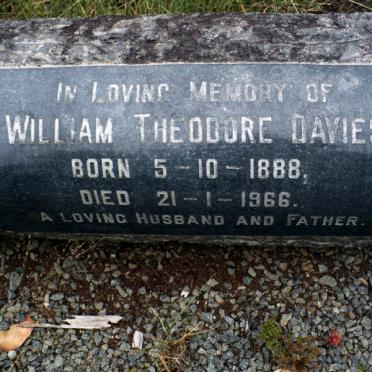 IN LOVING MEMORY OF
WILLIAM THEODORE DAVIES
BORN 5-10-1888.
DIED 21-1-1966.
A LOVING HUSBAND AND FATHER.